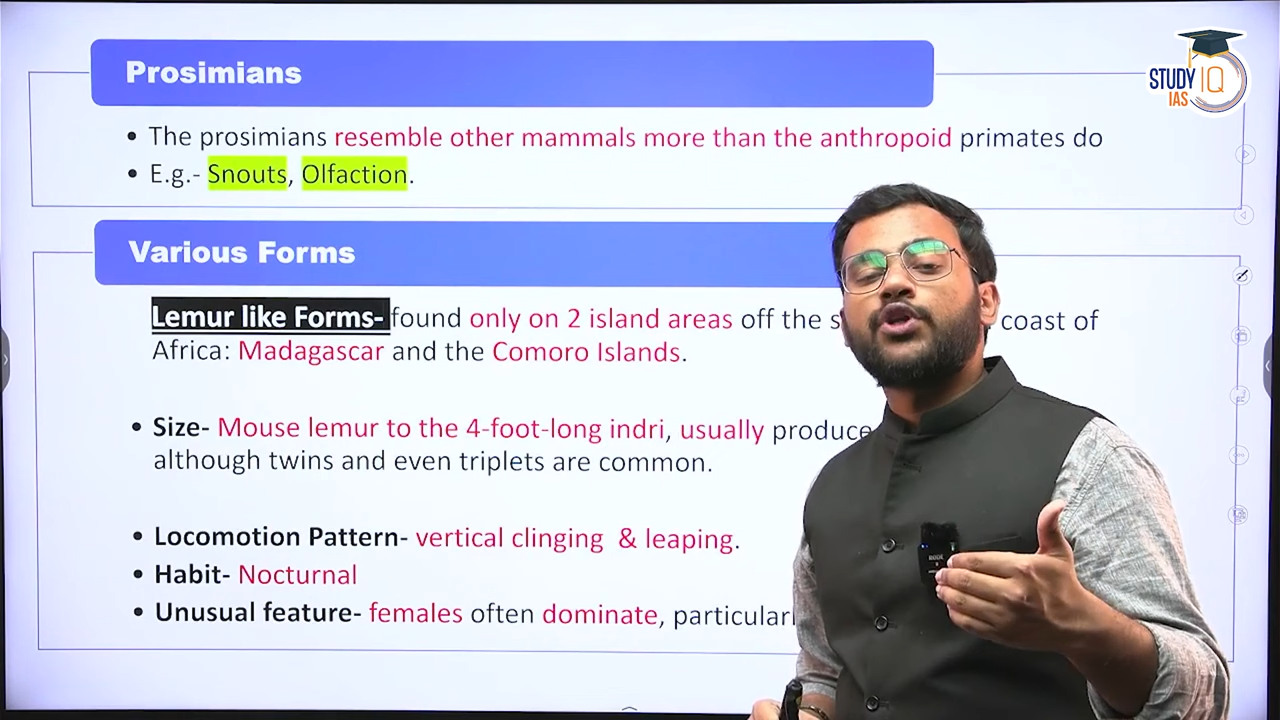 Prosimians
STUDY IQ
IAS
• The prosimians resemble other mammals more than the anthropoid primates do
• E.g.- Snouts, Olfaction.
Various Forms
Lemur like Forms- found only on 2 island areas off the coast of
Africa: Madagascar and the Comoro Islands.
• Size- Mouse lemur to the 4-foot-long indri, usually produce
although twins and even triplets are common.
• Locomotion Pattern- vertical clinging & leaping.
• Habit- Nocturnal
• Unusual feature- females often dominate,